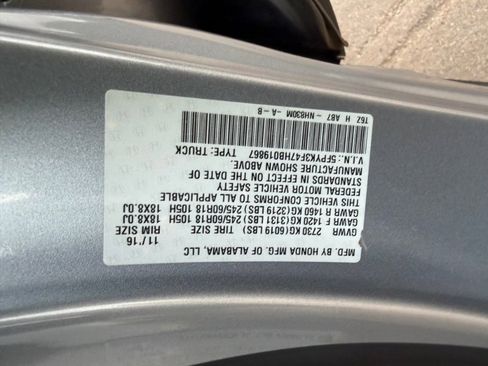 MFD. BY HONDA MFG. OF ALABAMA, LLC 11/'16
GVWR 2730 KG(6019 LBS) TIRE SIZE RIM SIZE
GAWR F 1420 KG(3131 LBS) 245/60R18 105H 18X8.0J
GAWR R 1460 KG(3219 LBS) 245/60R18 105H 18X8.0J
THIS VEHICLE CONFORMS TO ALL APPLICABLE
FEDERAL MOTOR VEHICLE SAFETY
STANDARDS IN EFFECT ON THE DATE OF
MANUFACTURE SHOWN ABOVE.
V.I.N.: 5FPYK3F47HB019867 TYPE: TRUCK
T6Z H AB7 - NH830M -A-B